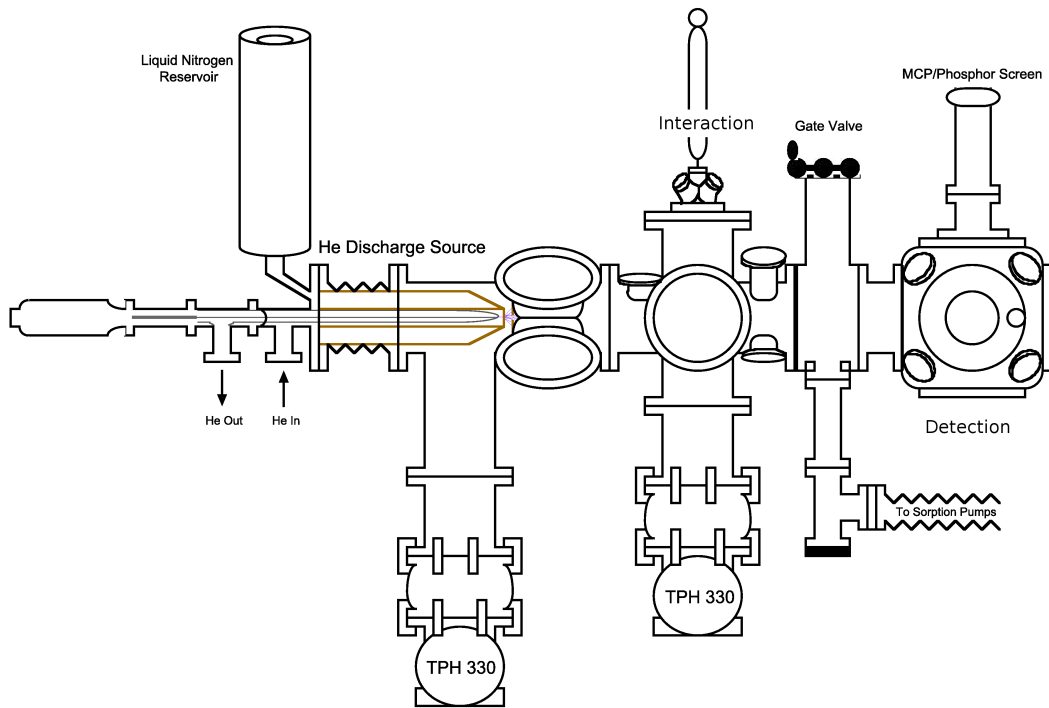 Liquid Nitrogen
Reservoir
He Discharge Source
Interaction
Gate Valve
MCP/Phosphor Screen
He Out
He In
Detection
To Sorption Pumps
TPH 330
TPH 330